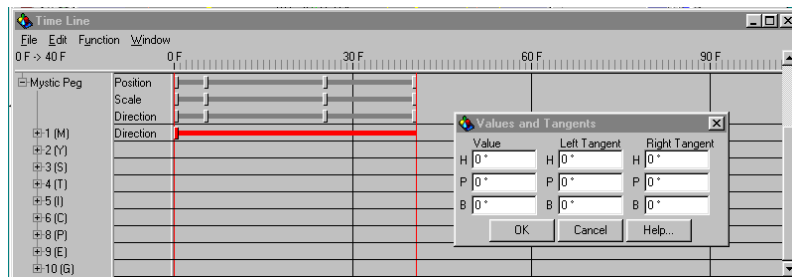 Time Line
File Edit Function Window
0 F -> 40 F 0 F 30 F 60 F 90 F
Mystic Peg Position
Scale
Direction
1 (M) Direction
2 (Y)
3 (S)
4 (T)
5 (I)
6 (C)
8 (P)
9 (E)
10 (G)
Values and Tangents
Value Left Tangent Right Tangent
H 0 ° H 0 ° H 0 °
P 0 ° P 0 ° P 0 °
B 0 ° B 0 ° B 0 °
OK Cancel Help...